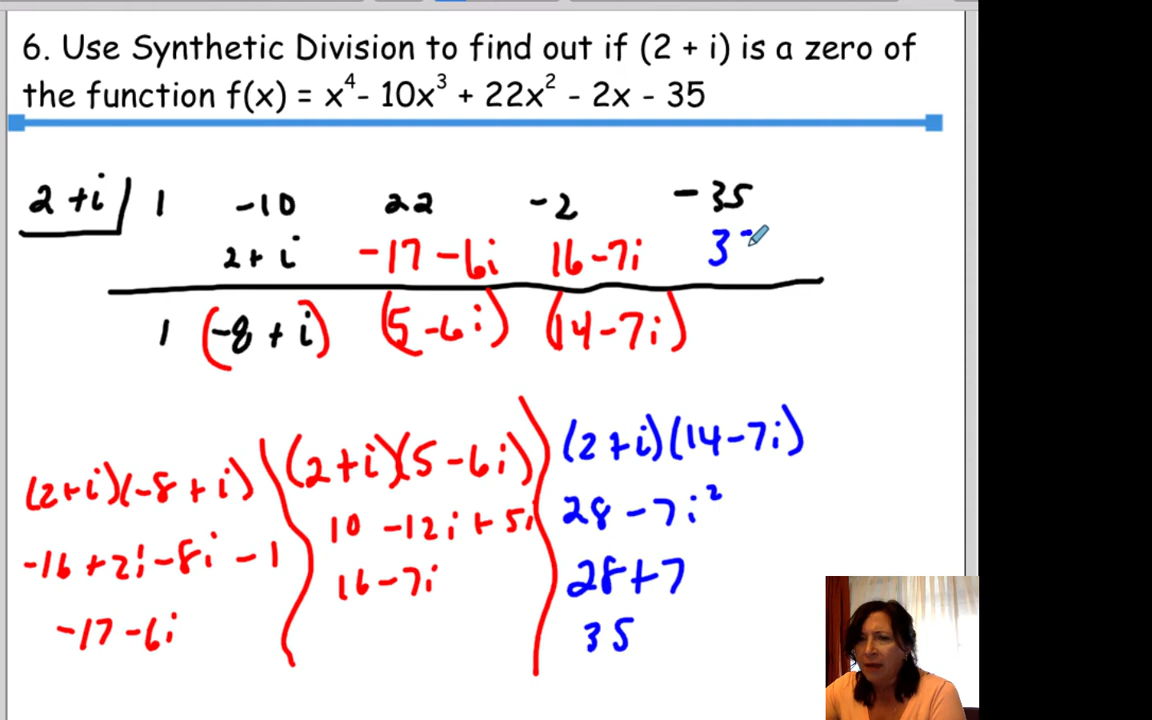 6. Use Synthetic Division to find out if (2 + i) is a zero of
the function f(x) = x⁴- 10x³ + 22x² - 2x - 35
2 + i 1 -10 22 -2 -35
2 + i -17 - 6i 16 - 7i 3
1 (-8 + i) (5 - 6i) (14 - 7i)
(2+i)(-8 + i)
-16 + 2i - 8i - 1
-17 - 6i
(2+i)(5 - 6i)
10 - 12i + 5i
16 - 7i
(2+i)(14 - 7i)
28 - 7i²
28 + 7
35